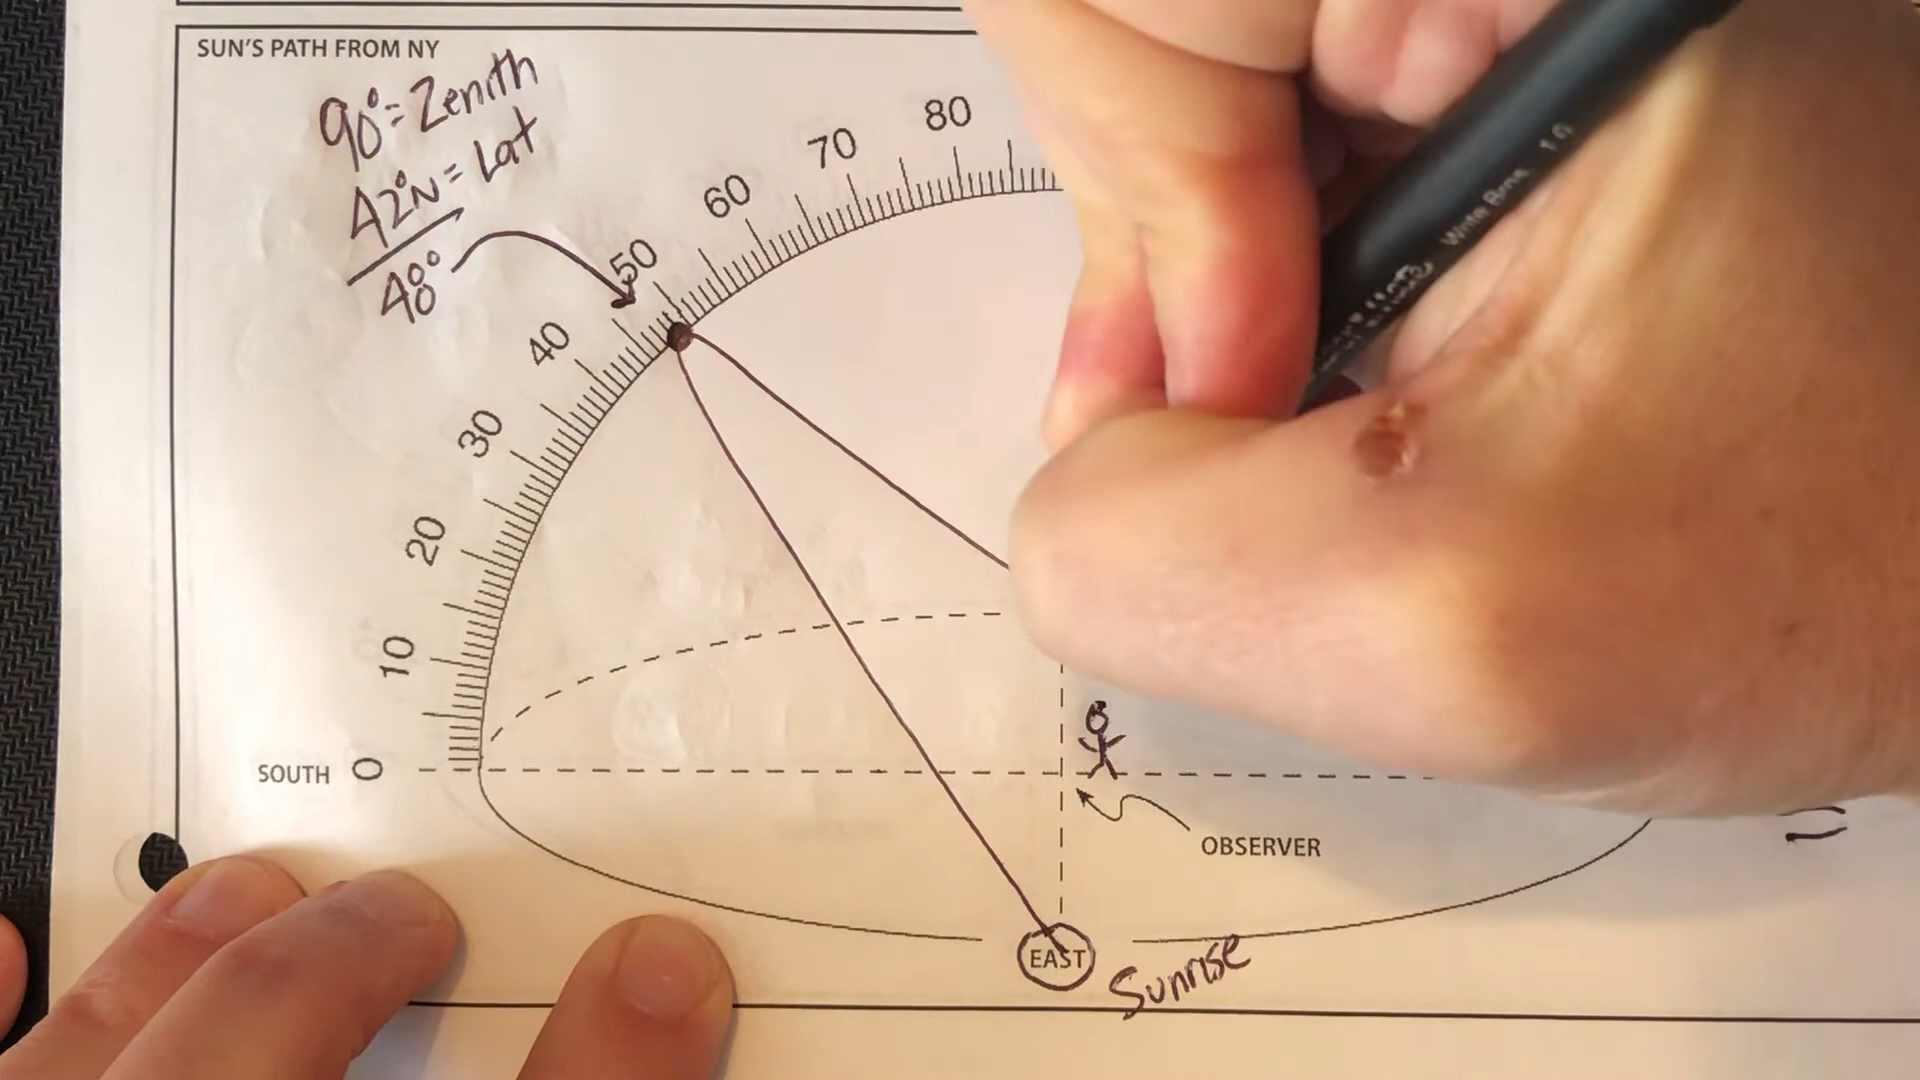 SUN'S PATH FROM NY
90°= Zenith
42°N = Lat
48°
80
70
60
50
40
30
20
10
SOUTH 0
OBSERVER
EAST
Sunrise